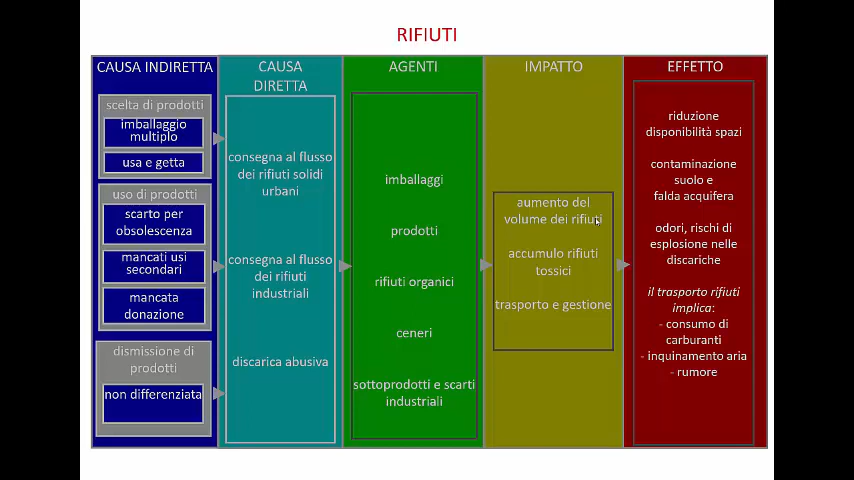 RIFIUTI
CAUSA INDIRETTA
scelta di prodotti
imballaggio
multiplo
usa e getta
uso di prodotti
scarto per
obsolescenza
mancati usi
secondari
mancata
donazione
dismissione di
prodotti
non differenziata
CAUSA
DIRETTA
consegna al flusso
dei rifiuti solidi
urbani
consegna al flusso
dei rifiuti
industriali
discarica abusiva
AGENTI
imballaggi
prodotti
rifiuti organici
ceneri
sottoprodotti e scarti
industriali
IMPATTO
aumento del
volume dei rifiuti
accumulo rifiuti
tossici
trasporto e gestione
EFFETTO
riduzione
disponibilità spazi
contaminazione
suolo e
falda acquifera
odori, rischi di
esplosione nelle
discariche
il trasporto rifiuti
implica:
- consumo di
carburanti
- inquinamento aria
- rumore